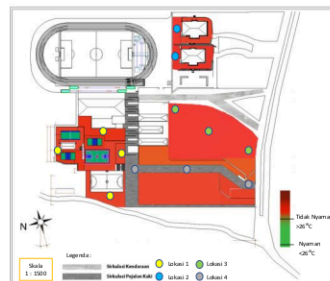 N
Tidak Nyaman
>26°C
Nyaman
<26°C
Legenda:
Skala
1 : 1500
Sirkulasi Kendaraan
Sirkulasi Pejalan Kaki
Lokasi 1
Lokasi 2
Lokasi 3
Lokasi 4